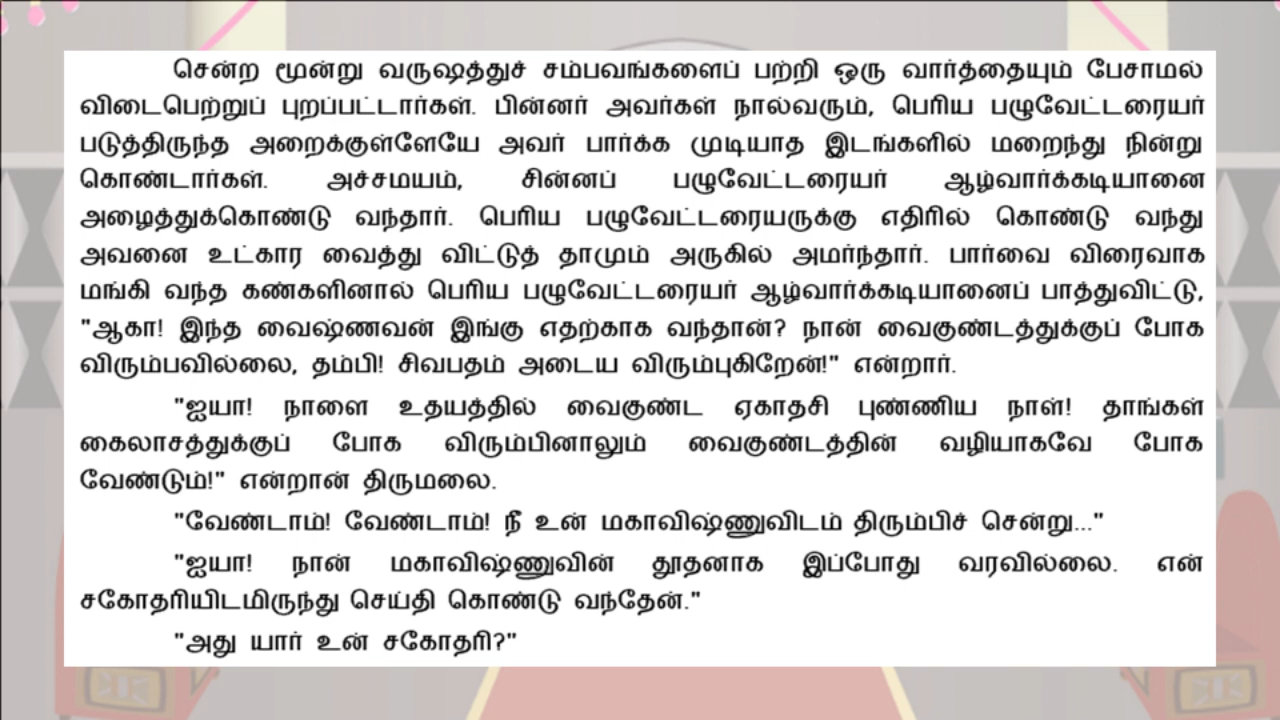 சென்ற மூன்று வருஷத்துச் சம்பவங்களைப் பற்றி ஒரு வார்த்தையும் பேசாமல்
விடைபெற்றுப் புறப்பட்டார்கள். பின்னர் அவர்கள் நால்வரும், பெரிய பழுவேட்டரையர்
படுத்திருந்த அறைக்குள்ளேயே அவர் பார்க்க முடியாத இடங்களில் மறைந்து நின்று
கொண்டார்கள். அச்சமயம், சின்னப் பழுவேட்டரையர் ஆழ்வார்க்கடியானை
அழைத்துக்கொண்டு வந்தார். பெரிய பழுவேட்டரையருக்கு எதிரில் கொண்டு வந்து
அவனை உட்கார வைத்து விட்டுத் தாமும் அருகில் அமர்ந்தார். பார்வை விரைவாக
மங்கி வந்த கண்களினால் பெரிய பழுவேட்டரையர் ஆழ்வார்க்கடியானைப் பாத்துவிட்டு,
"ஆகா! இந்த வைஷ்ணவன் இங்கு எதற்காக வந்தான்? நான் வைகுண்டத்துக்குப் போக
விரும்பவில்லை, தம்பி! சிவபதம் அடைய விரும்புகிறேன்!" என்றார்.
"ஐயா! நாளை உதயத்தில் வைகுண்ட ஏகாதசி புண்ணிய நாள்! தாங்கள்
கைலாசத்துக்குப் போக விரும்பினாலும் வைகுண்டத்தின் வழியாகவே போக
வேண்டும்!" என்றான் திருமலை.
"வேண்டாம்! வேண்டாம்! நீ உன் மகாவிஷ்ணுவிடம் திரும்பிச் சென்று..."
"ஐயா! நான் மகாவிஷ்ணுவின் தூதனாக இப்போது வரவில்லை. என்
சகோதரியிடமிருந்து செய்தி கொண்டு வந்தேன்."
"அது யார் உன் சகோதரி?"